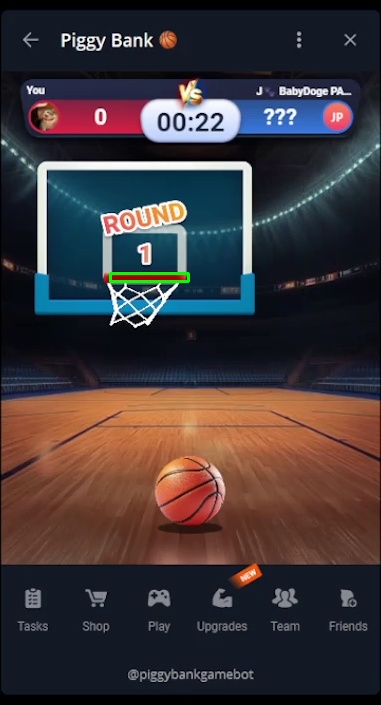 Piggy Bank 🏀
You
VS
J 🐾 BabyDoge PA...
0
00:22
???
JP
ROUND
1
NEW
Tasks
Shop
Play
Upgrades
Team
Friends
@piggybankgamebot